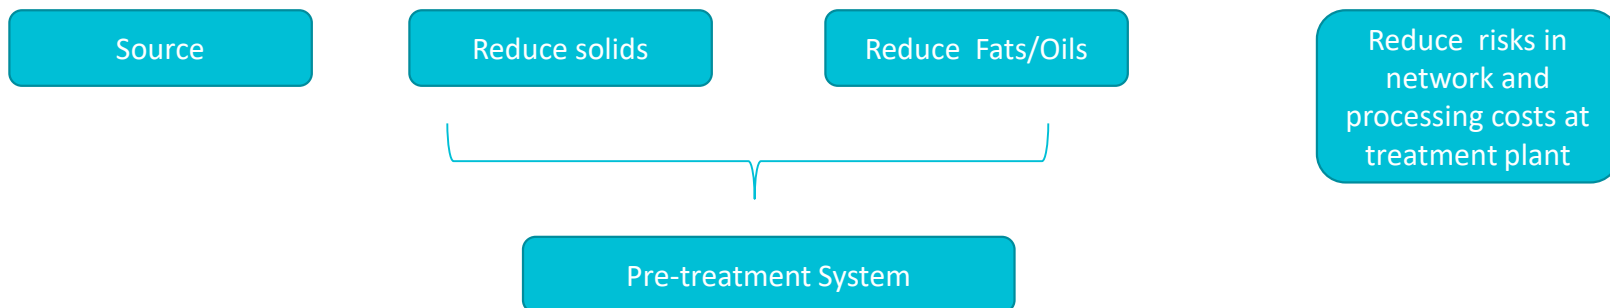 Source
Reduce solids
Reduce  Fats/Oils
Reduce  risks in
network and
processing costs at
treatment plant
Pre-treatment System